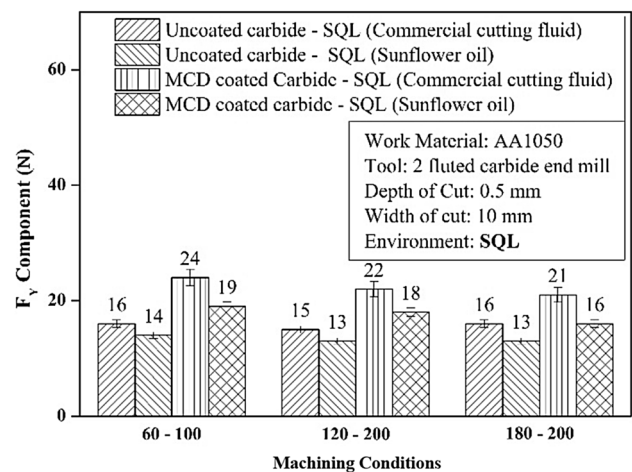 Uncoated carbide - SQL (Commercial cutting fluid)
Uncoated carbide - SQL (Sunflower oil)
MCD coated Carbide - SQL (Commercial cutting fluid)
MCD coated carbide - SQL (Sunflower oil)
Work Material: AA1050
Tool: 2 fluted carbide end mill
Depth of Cut: 0.5 mm
Width of cut: 10 mm
Environment: SQL
60
40
20
0
F_Y Component (N)
16 14 24 19
15 13 22 18
16 13 21 16
60 - 100 120 - 200 180 - 200
Machining Conditions